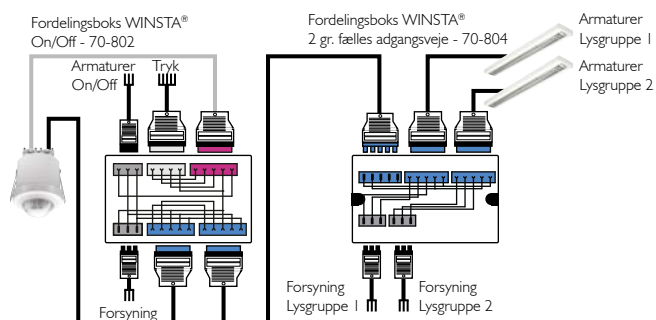 Fordelingsboks WINSTA®
On/Off - 70-802
Armaturer
On/Off
Tryk
Forsyning
Fordelingsboks WINSTA®
2 gr. fælles adgangsveje - 70-804
Armaturer
Lysgruppe 1
Armaturer
Lysgruppe 2
Forsyning
Lysgruppe 1
Forsyning
Lysgruppe 2